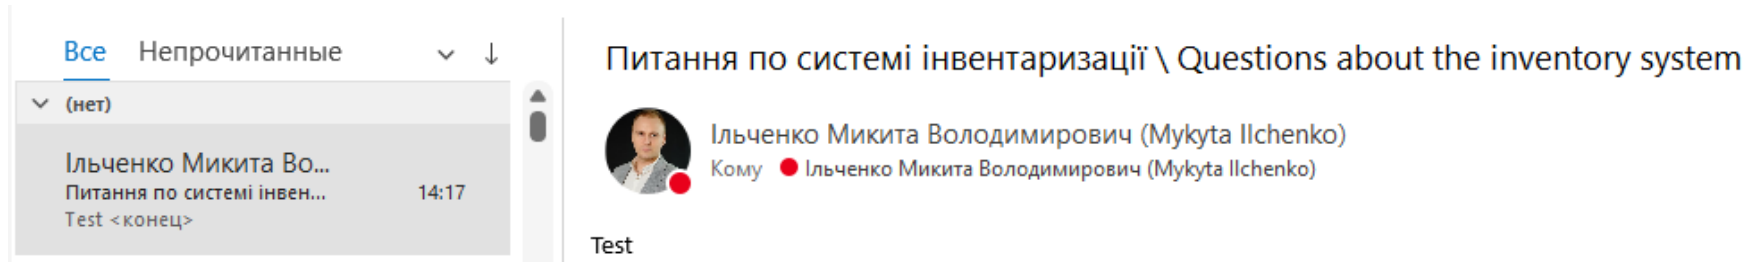 Все Непрочитанные
(нет)
Ільченко Микита Во...
Питання по системі інвен... 14:17
Test <конец>
Питання по системі інвентаризації \ Questions about the inventory system
Ільченко Микита Володимирович (Mykyta Ilchenko)
Кому Ільченко Микита Володимирович (Mykyta Ilchenko)
Test